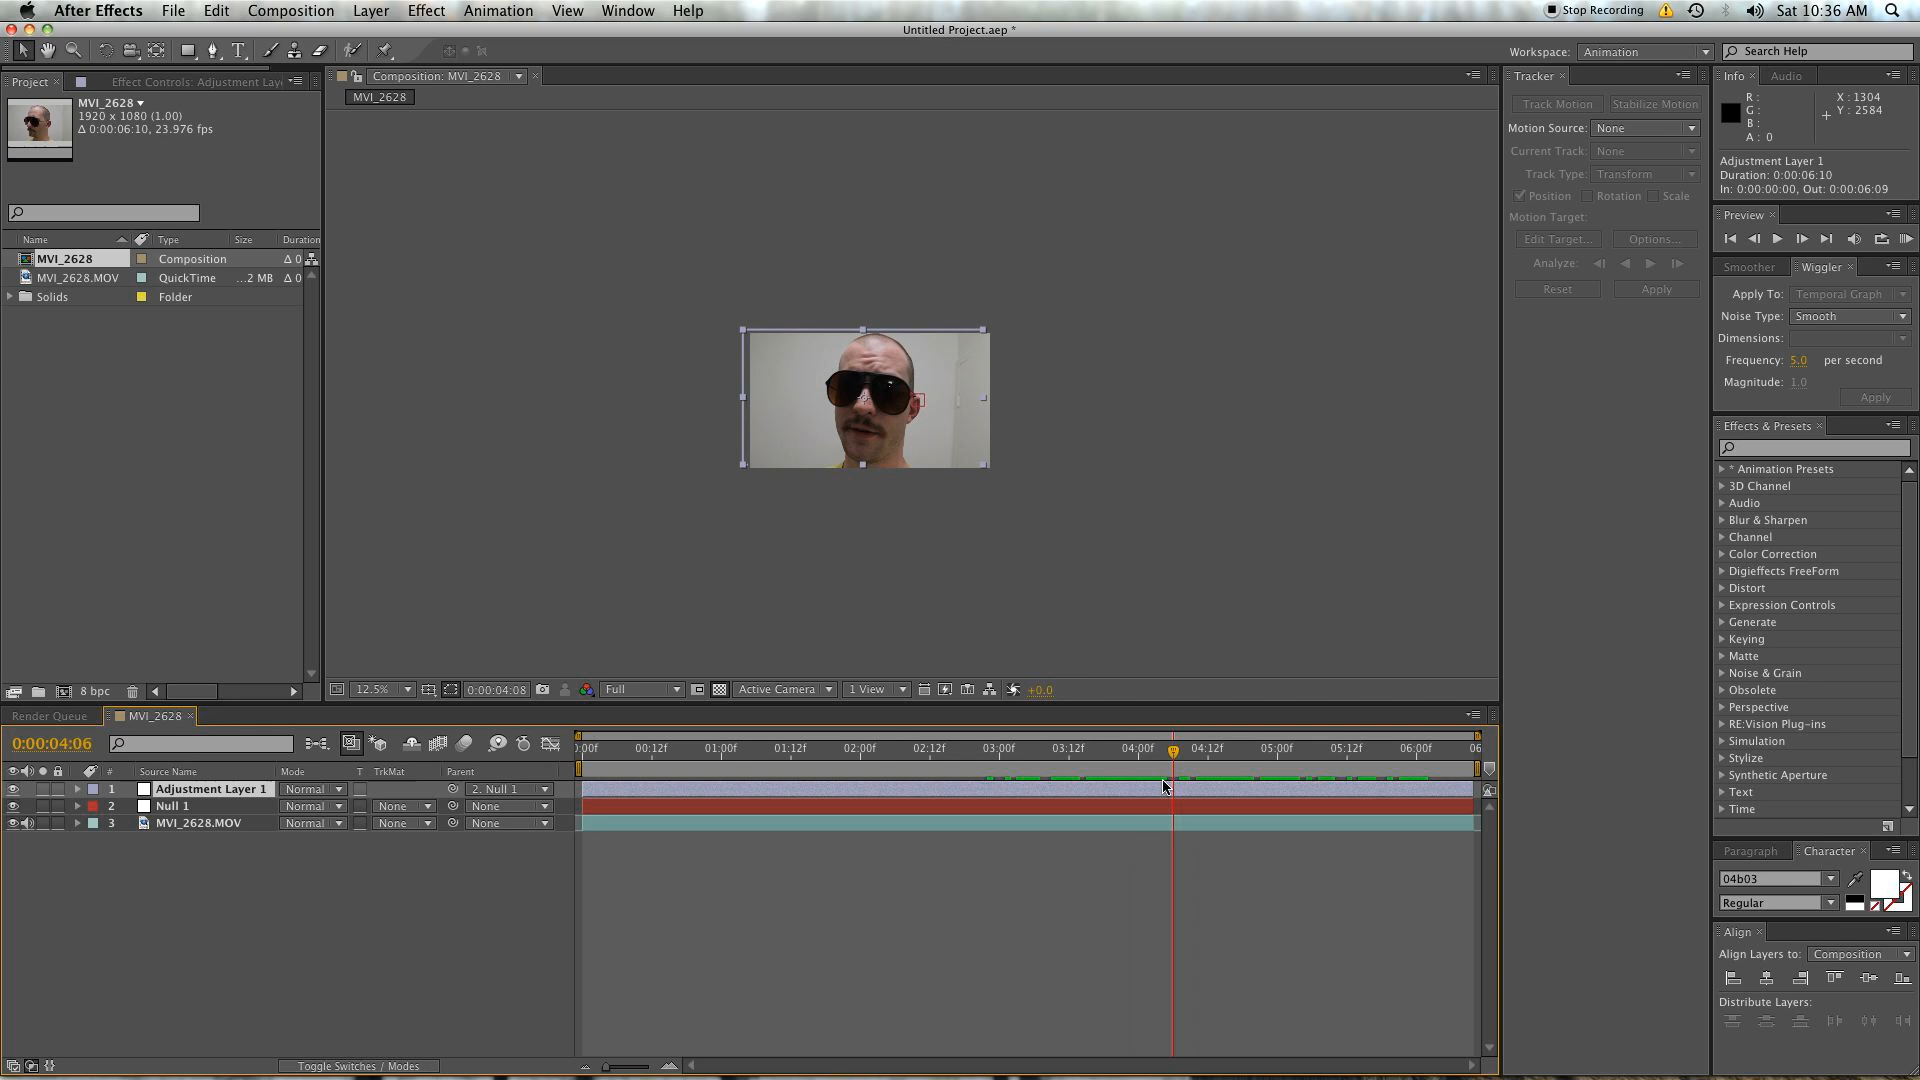 After Effects File Edit Composition Layer Effect Animation View Window Help
Stop Recording Sat 10:36 AM
Untitled Project.aep *
Workspace: Animation Search Help
Project × Effect Controls: Adjustment Lay
MVI_2628
1920 x 1080 (1.00)
Δ 0:00:06:10, 23.976 fps
Name Type Size Duration
MVI_2628 Composition Δ 0
MVI_2628.MOV QuickTime ...2 MB Δ 0
Solids Folder
8 bpc
Composition: MVI_2628 ×
MVI_2628
12.5% 0:00:04:08 Full Active Camera 1 View +0.0
Tracker ×
Track Motion Stabilize Motion
Motion Source: None
Current Track: None
Track Type: Transform
Position Rotation Scale
Motion Target:
Edit Target... Options...
Analyze:
Reset Apply
Info × Audio
R : X : 1304
G : Y : 2584
B :
A : 0
Adjustment Layer 1
Duration: 0:00:06:10
In: 0:00:00:00, Out: 0:00:06:09
Preview ×
Smoother Wiggler ×
Apply To: Temporal Graph
Noise Type: Smooth
Dimensions:
Frequency: 5.0 per second
Magnitude: 1.0
Apply
Effects & Presets ×
* Animation Presets
3D Channel
Audio
Blur & Sharpen
Channel
Color Correction
Digieffects FreeForm
Distort
Expression Controls
Generate
Keying
Matte
Noise & Grain
Obsolete
Perspective
RE:Vision Plug-ins
Simulation
Stylize
Synthetic Aperture
Text
Time
Paragraph Character ×
04b03
Regular
Align ×
Align Layers to: Composition
Distribute Layers:
Render Queue MVI_2628 ×
0:00:04:06
):00f 00:12f 01:00f 01:12f 02:00f 02:12f 03:00f 03:12f 04:00f 04:12f 05:00f 05:12f 06:00f 06
# Source Name Mode T TrkMat Parent
1 Adjustment Layer 1 Normal 2. Null 1
2 Null 1 Normal None None
3 MVI_2628.MOV Normal None None
Toggle Switches / Modes